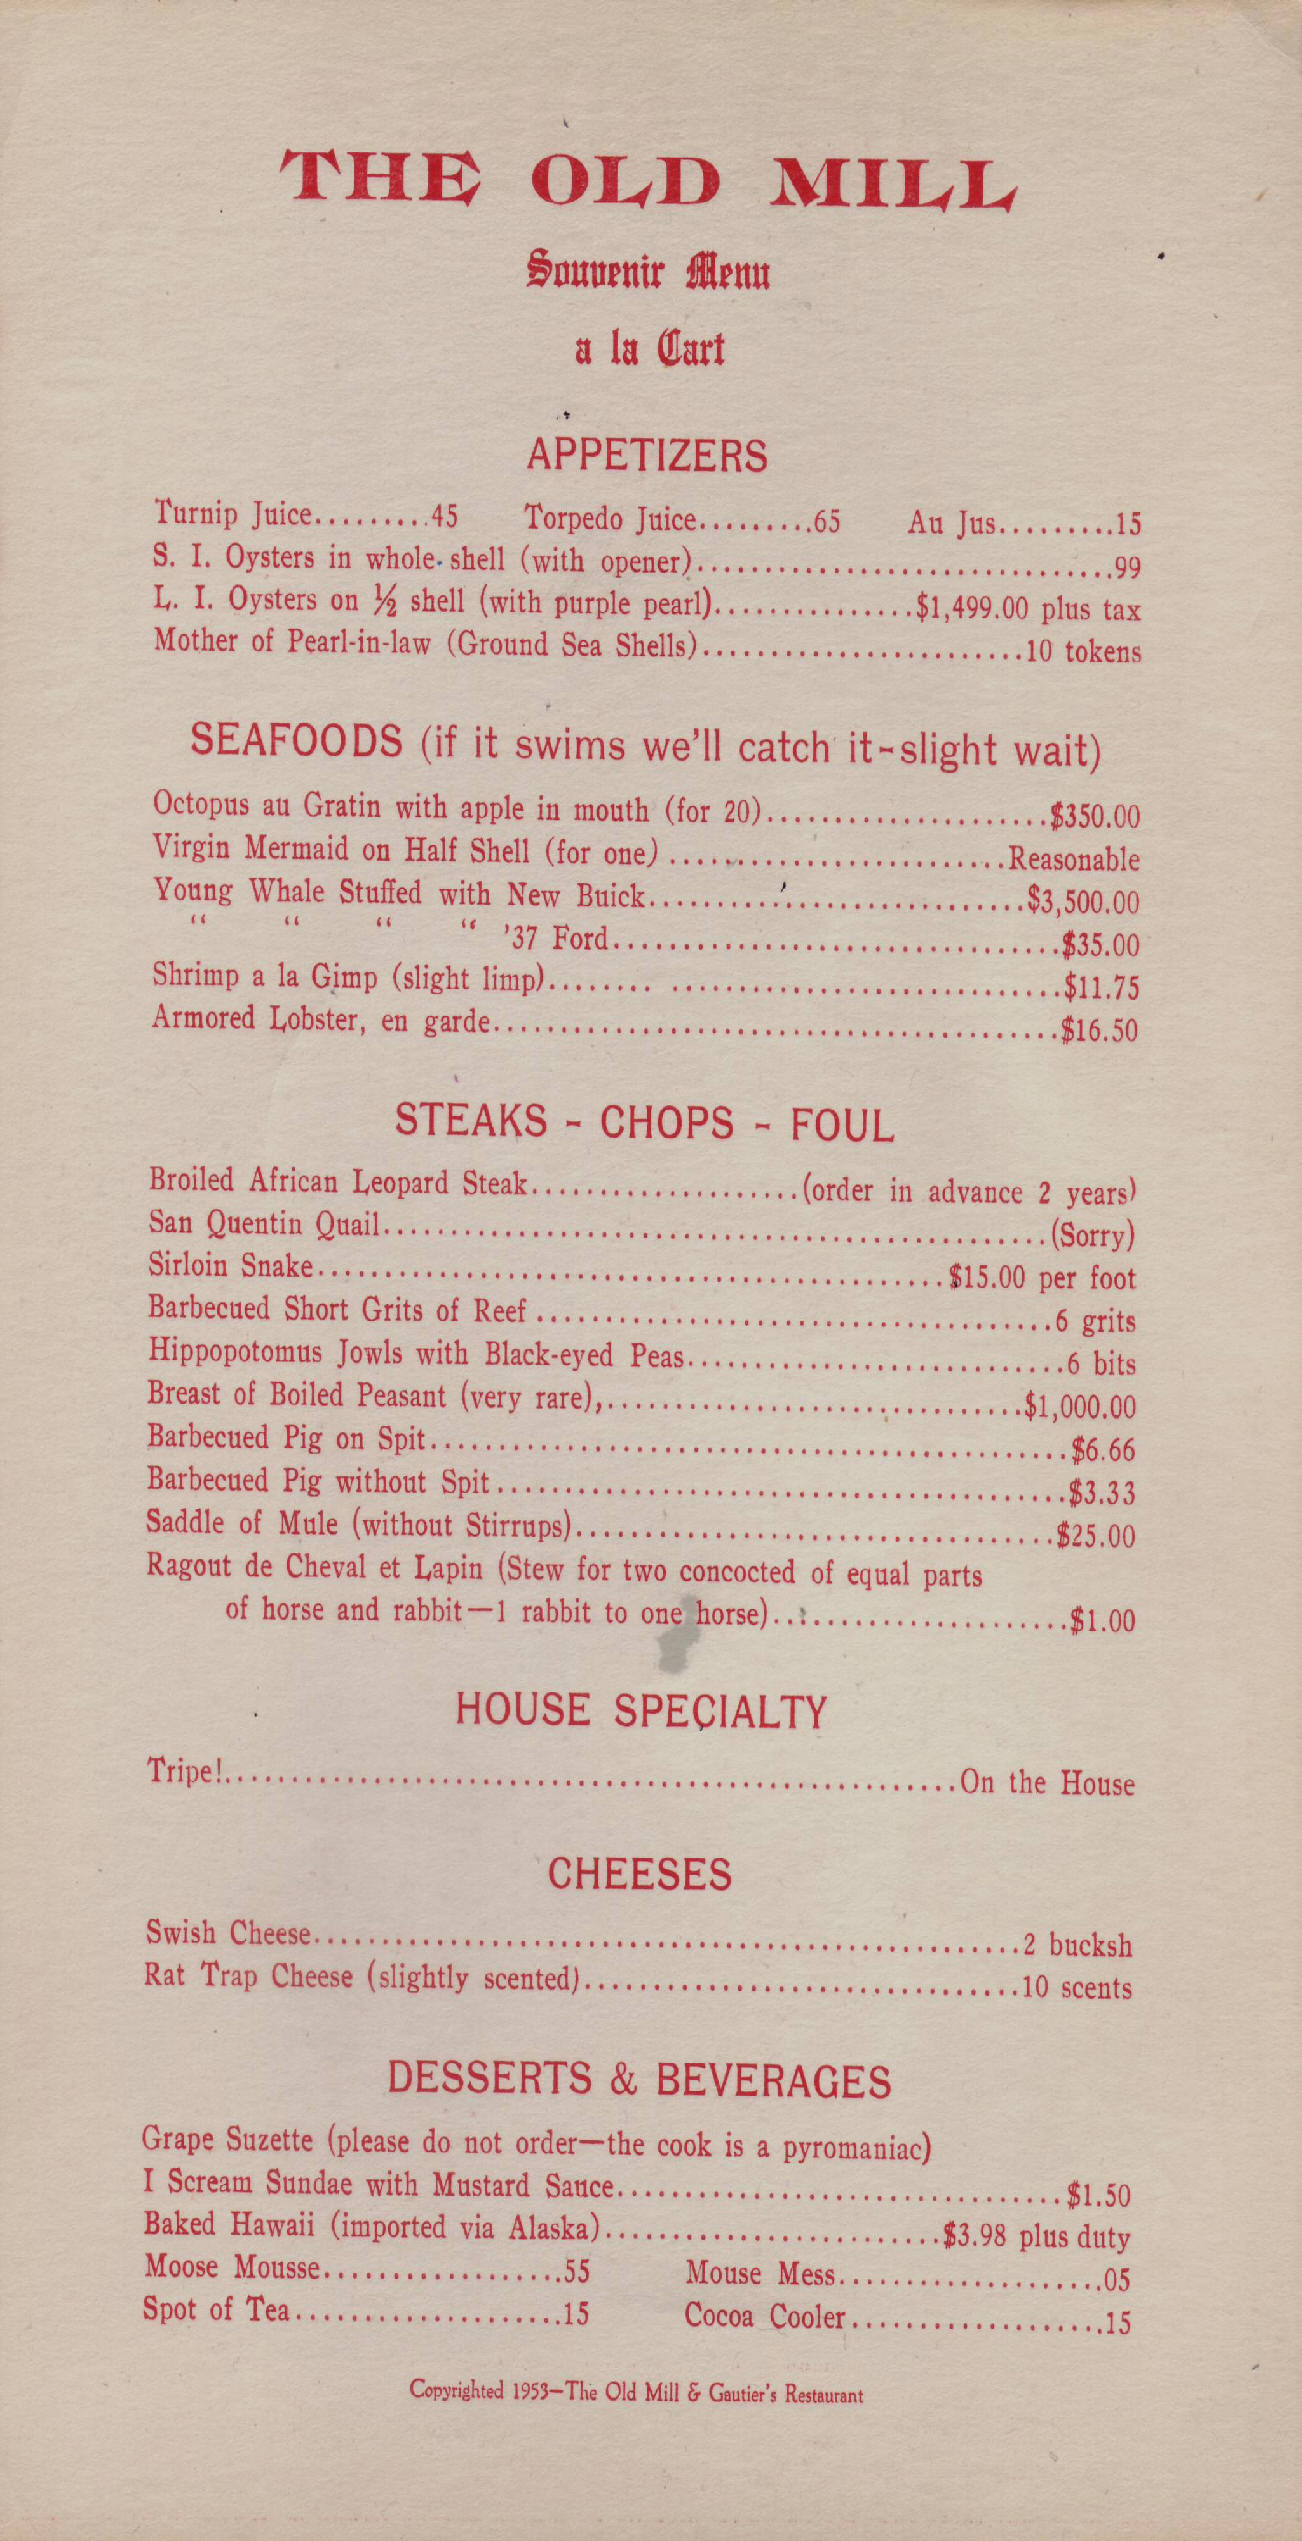 THE OLD MILL
Souvenir Menu
a la Cart
APPETIZERS
Turnip Juice..........45 Torpedo Juice.........65 Au Jus.........15
S. I. Oysters in whole shell (with opener)...............................99
L. I. Oysters on ½ shell (with purple pearl)...............$1,499.00 plus tax
Mother of Pearl-in-law (Ground Sea Shells)........................10 tokens
SEAFOODS (if it swims we'll catch it-slight wait)
Octopus au Gratin with apple in mouth (for 20).....................$350.00
Virgin Mermaid on Half Shell (for one) .........................Reasonable
Young Whale Stuffed with New Buick............................$3,500.00
“ “ “ “ '37 Ford.................................$35.00
Shrimp a la Gimp (slight limp)........ .............................$11.75
Armored Lobster, en garde..........................................$16.50
STEAKS - CHOPS - FOUL
Broiled African Leopard Steak....................(order in advance 2 years)
San Quentin Quail.................................................(Sorry)
Sirloin Snake..............................................$15.00 per foot
Barbecued Short Grits of Reef ......................................6 grits
Hippopotomus Jowls with Black-eyed Peas............................6 bits
Breast of Boiled Peasant (very rare),...............................$1,000.00
Barbecued Pig on Spit...............................................$6.66
Barbecued Pig without Spit..........................................$3.33
Saddle of Mule (without Stirrups)...................................$25.00
Ragout de Cheval et Lapin (Stew for two concocted of equal parts
of horse and rabbit—1 rabbit to one horse)......................$1.00
HOUSE SPECIALTY
Tripe!......................................................On the House
CHEESES
Swish Cheese....................................................2 bucksh
Rat Trap Cheese (slightly scented)................................10 scents
DESSERTS & BEVERAGES
Grape Suzette (please do not order—the cook is a pyromaniac)
I Scream Sundae with Mustard Sauce.................................$1.50
Baked Hawaii (imported via Alaska).........................$3.98 plus duty
Moose Mousse..................55 Mouse Mess....................05
Spot of Tea....................15 Cocoa Cooler...................15
Copyrighted 1953—The Old Mill & Gautier's Restaurant